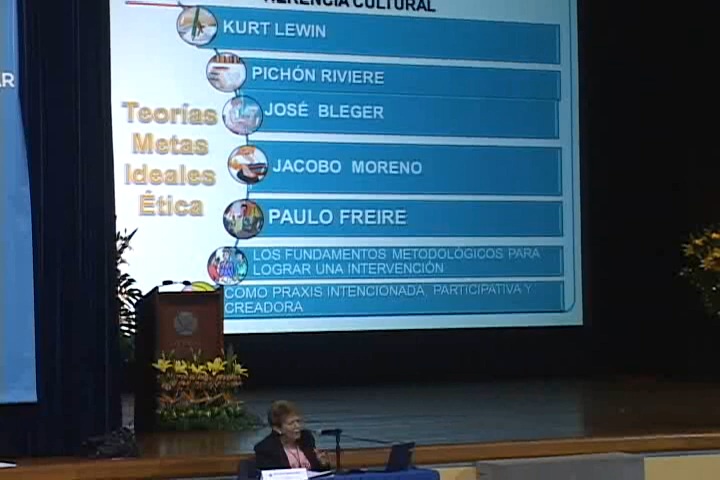 HERENCIA CULTURAL
KURT LEWIN
PICHÓN RIVIERE
JOSÉ BLEGER
JACOBO MORENO
PAULO FREIRE
LOS FUNDAMENTOS METODOLÓGICOS PARA
LOGRAR UNA INTERVENCIÓN
COMO PRAXIS INTENCIONADA, PARTICIPATIVA Y
CREADORA
Teorías
Metas
Ideales
Ética
AR